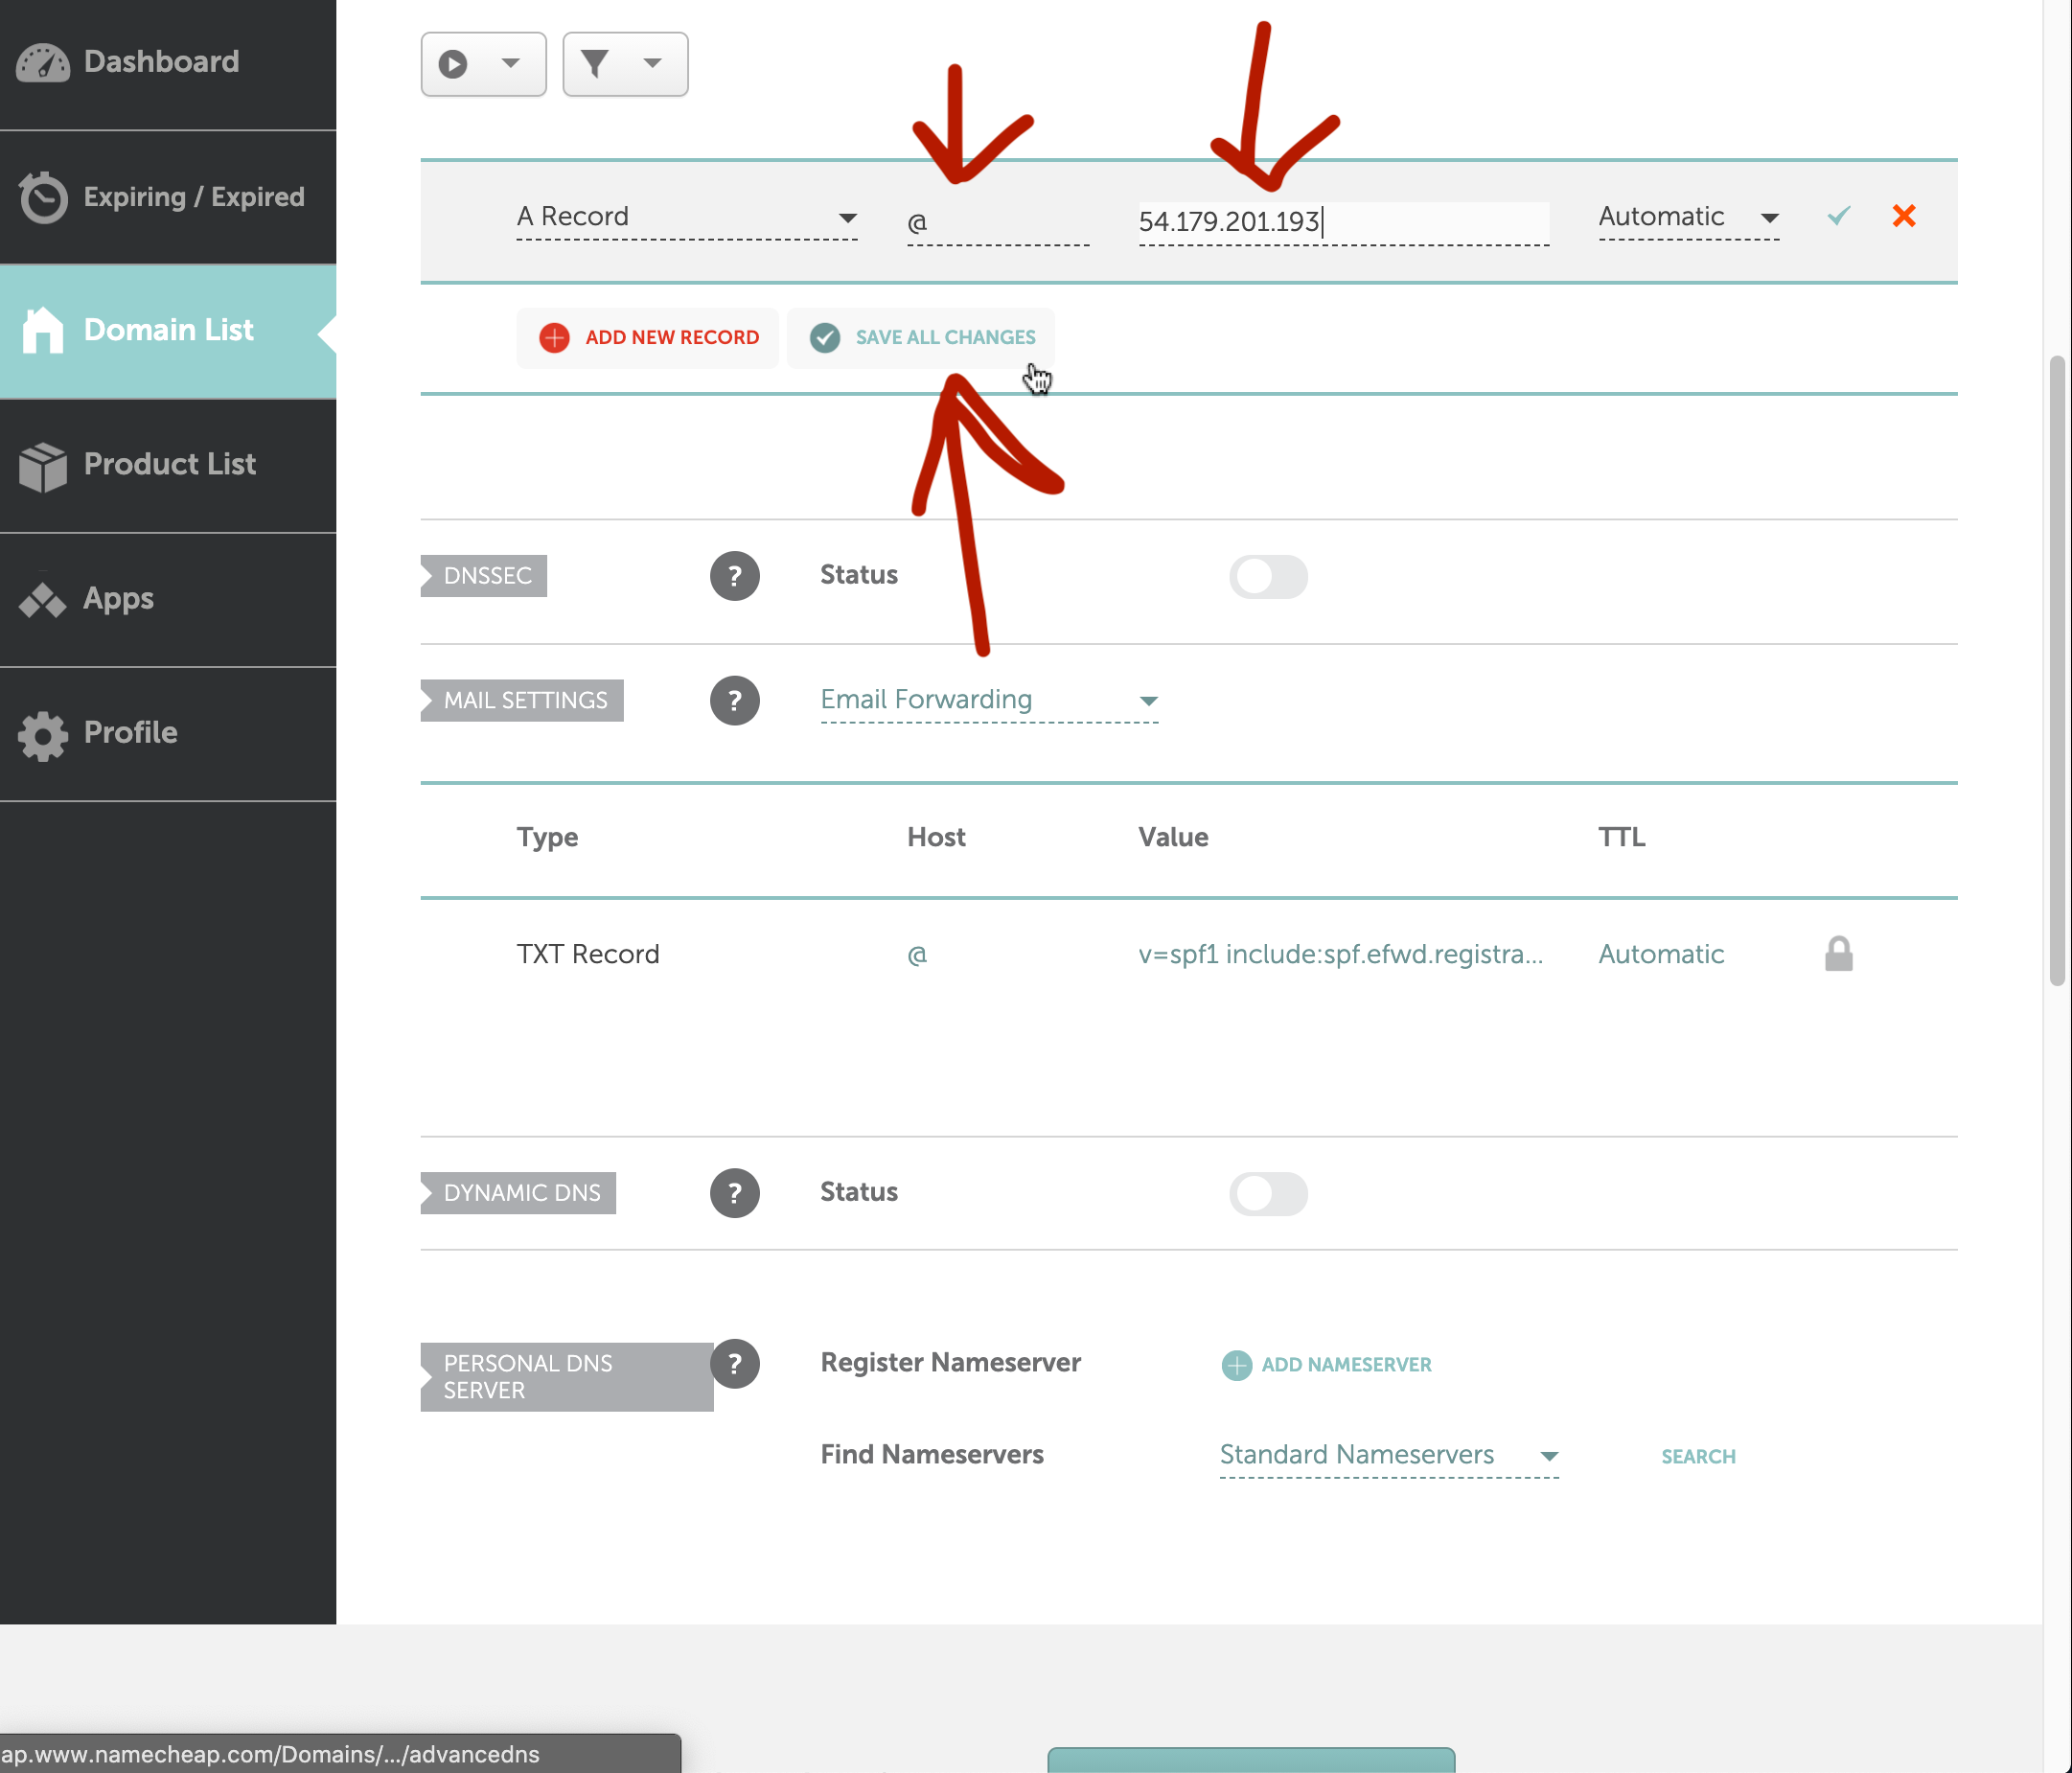 Dashboard
Expiring / Expired
Domain List
Product List
Apps
Profile
A Record @ 54.179.201.193 Automatic
ADD NEW RECORD SAVE ALL CHANGES
DNSSEC ? Status
MAIL SETTINGS ? Email Forwarding
Type Host Value TTL
TXT Record @ v=spf1 include:spf.efwd.registra... Automatic
DYNAMIC DNS ? Status
PERSONAL DNS
SERVER
? Register Nameserver ADD NAMESERVER
Find Nameservers Standard Nameservers SEARCH
ap.www.namecheap.com/Domains/.../advancedns